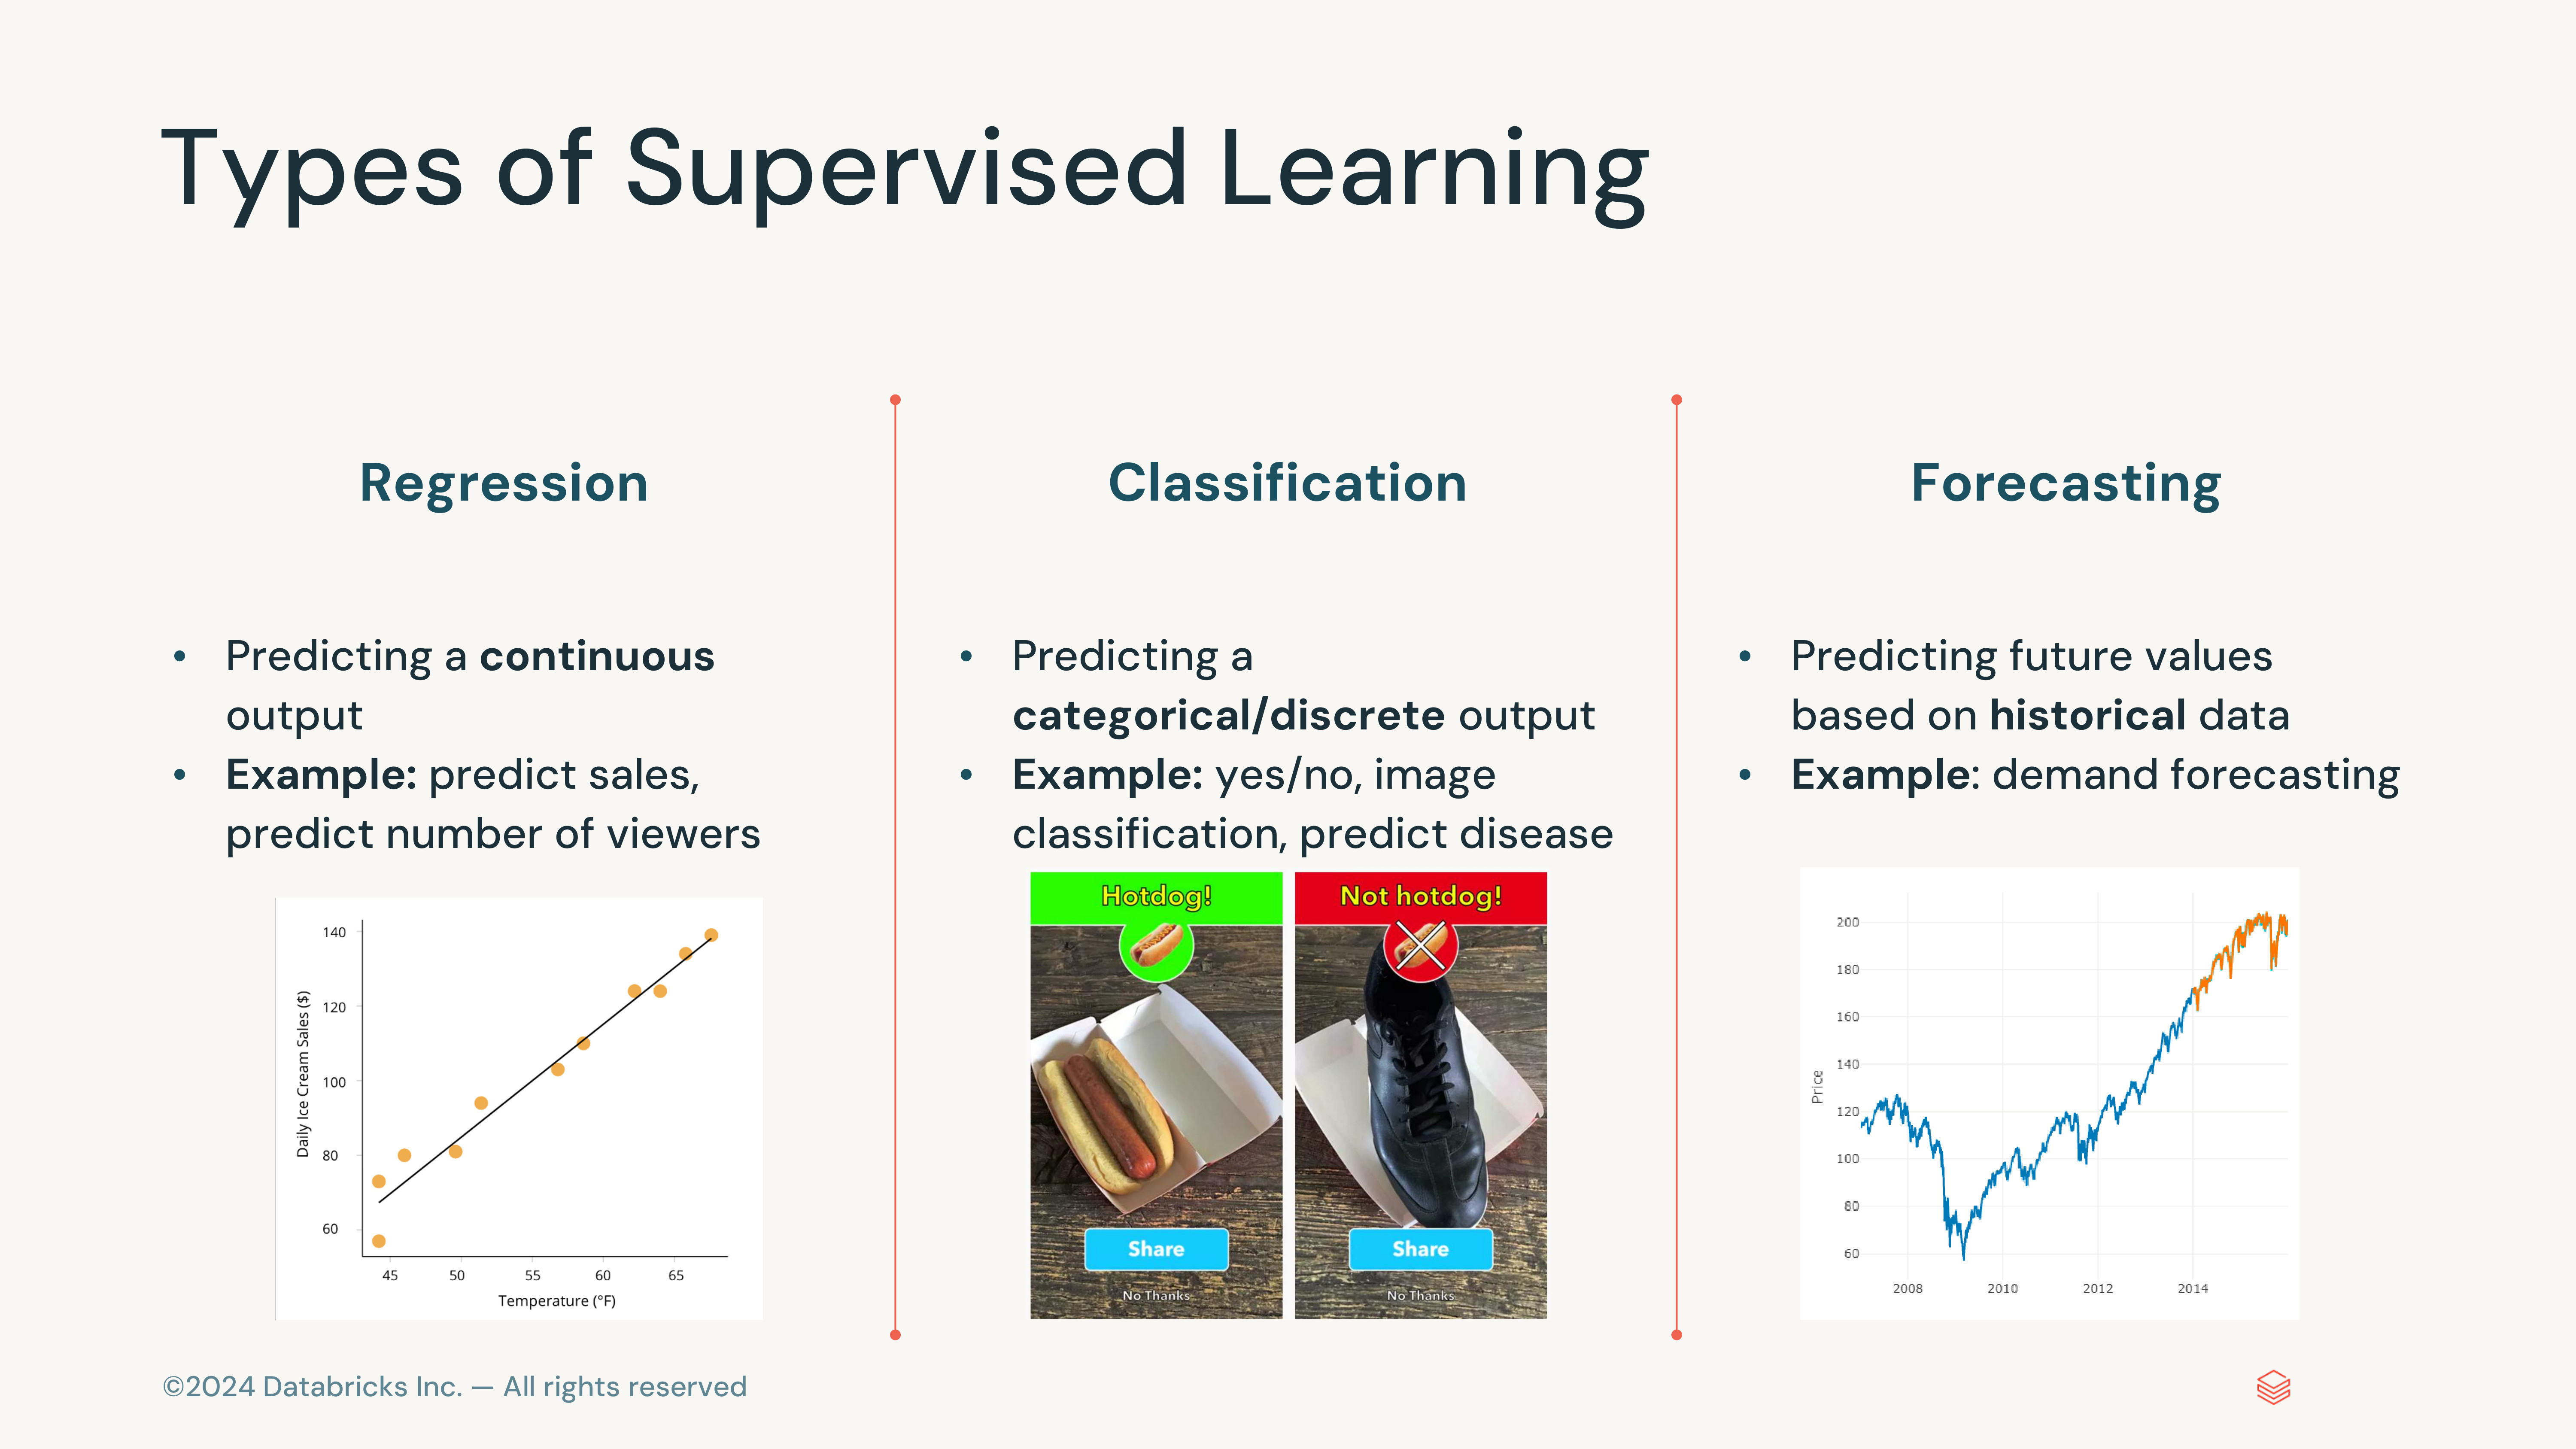 Types of Supervised Learning
Regression
• Predicting a continuous
output
• Example: predict sales,
predict number of viewers
140
120
100
80
60
Daily Ice Cream Sales ($)
45 50 55 60 65
Temperature (°F)
Classification
• Predicting a
categorical/discrete output
• Example: yes/no, image
classification, predict disease
Hotdog!
Share
No Thanks
Not hotdog!
Share
No Thanks
Forecasting
• Predicting future values
based on historical data
• Example: demand forecasting
200
180
160
140
120
100
80
60
Price
2008 2010 2012 2014
©2024 Databricks Inc. — All rights reserved